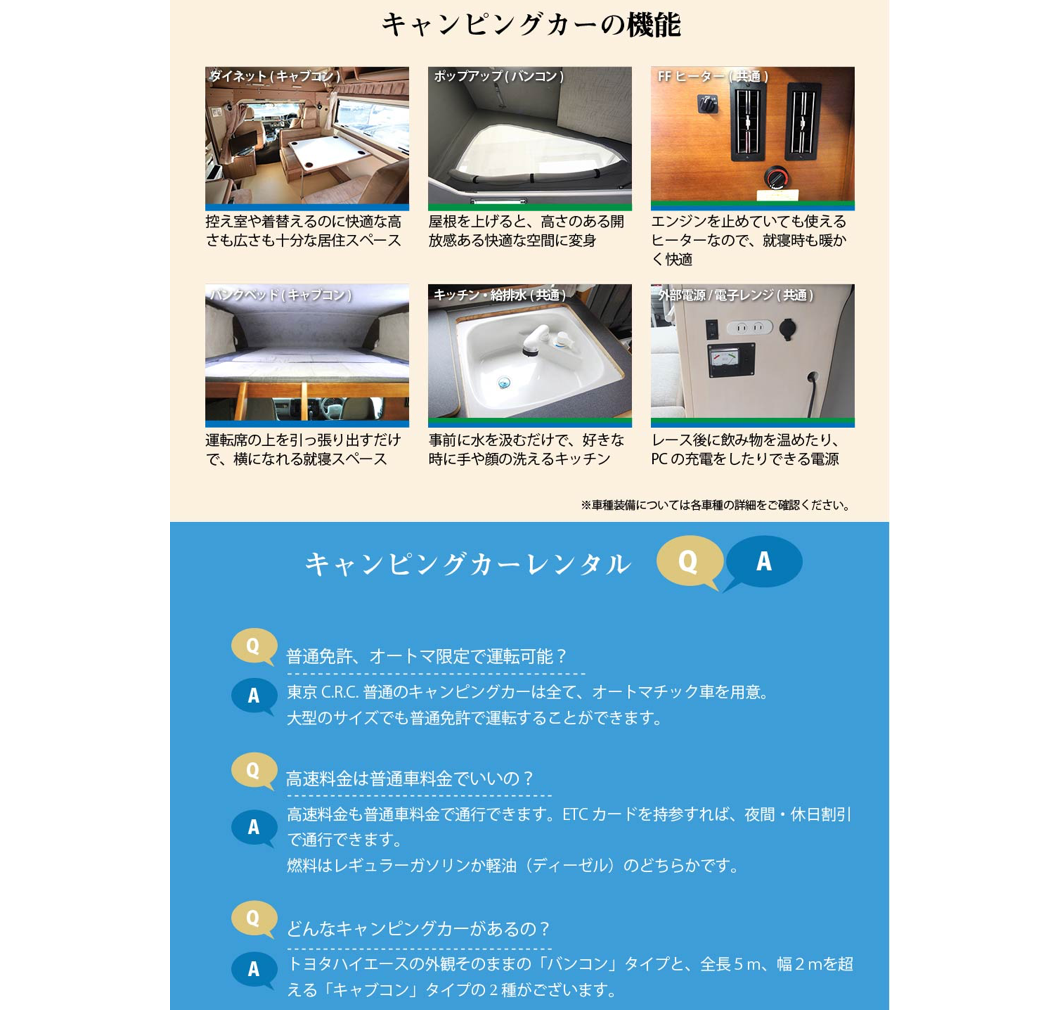 キャンピングカーの機能
ダイネット ( キャブコン )
ポップアップ ( バンコン )
FF ヒーター ( 共通 )
控え室や着替えるのに快適な高
さも広さも十分な居住スペース
屋根を上げると、高さのある開
放感ある快適な空間に変身
エンジンを止めていても使える
ヒーターなので、就寝時も暖か
く快適
バンクベッド ( キャブコン )
キッチン・給排水 ( 共通 )
外部電源 / 電子レンジ ( 共通 )
運転席の上を引っ張り出すだけ
で、横になれる就寝スペース
事前に水を汲むだけで、好きな
時に手や顔の洗えるキッチン
レース後に飲み物を温めたり、
PC の充電をしたりできる電源
※車種装備については各車種の詳細をご確認ください。
キャンピングカーレンタル Q A
Q 普通免許、オートマ限定で運転可能？
A 東京 C.R.C. 普通のキャンピングカーは全て、オートマチック車を用意。
大型のサイズでも普通免許で運転することができます。
Q 高速料金は普通車料金でいいの？
A 高速料金も普通車料金で通行できます。ETC カードを持参すれば、夜間・休日割引
で通行できます。
燃料はレギュラーガソリンか軽油（ディーゼル）のどちらかです。
Q どんなキャンピングカーがあるの？
A トヨタハイエースの外観そのままの「バンコン」タイプと、全長５m、幅２mを超
える「キャブコン」タイプの 2 種がございます。